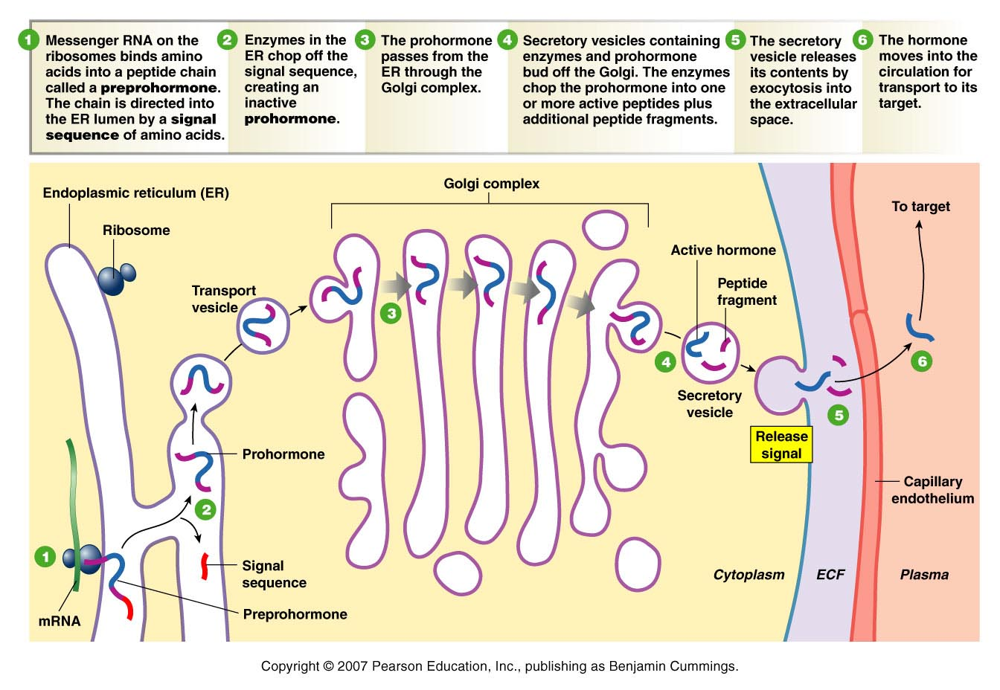 1
Messenger RNA on the
ribosomes binds amino
acids into a peptide chain
called a preprohormone.
The chain is directed into
the ER lumen by a signal
sequence of amino acids.
2
Enzymes in the
ER chop off the
signal sequence,
creating an
inactive
prohormone.
3
The prohormone
passes from the
ER through the
Golgi complex.
4
Secretory vesicles containing
enzymes and prohormone
bud off the Golgi. The enzymes
chop the prohormone into one
or more active peptides plus
additional peptide fragments.
5
The secretory
vesicle releases
its contents by
exocytosis into
the extracellular
space.
6
The hormone
moves into the
circulation for
transport to its
target.
Golgi complex
Endoplasmic reticulum (ER)
Ribosome
Transport
vesicle
3
Active hormone
Peptide
fragment
To target
4
Secretory
vesicle
6
5
Release
signal
Prohormone
2
Capillary
endothelium
1
Signal
sequence
Preprohormone
mRNA
Cytoplasm
ECF
Plasma
Copyright © 2007 Pearson Education, Inc., publishing as Benjamin Cummings.